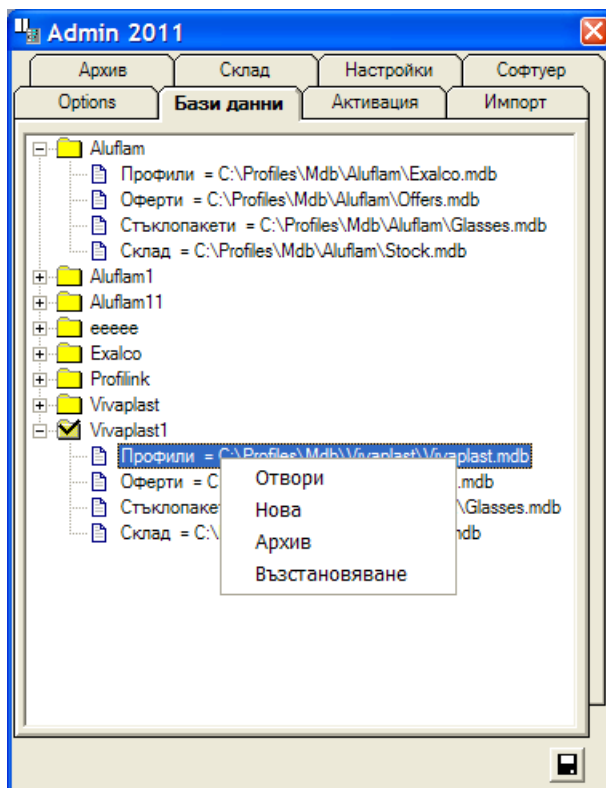 Admin 2011
Архив Склад Настройки Софтуер
Options Бази данни Активация Импорт
Aluflam
Профили = C:\Profiles\Mdb\Aluflam\Exalco.mdb
Оферти = C:\Profiles\Mdb\Aluflam\Offers.mdb
Стъклопакети = C:\Profiles\Mdb\Aluflam\Glasses.mdb
Склад = C:\Profiles\Mdb\Aluflam\Stock.mdb
Aluflam1
Aluflam11
eeeee
Exalco
Profilink
Vivaplast
Vivaplast1
Профили = C:\Profiles\Mdb\Vivaplast\Vivaplast.mdb
Оферти = C .mdb
Стъклопаке \Glasses.mdb
Склад = C:\ mdb
Отвори
Нова
Архив
Възстановяване